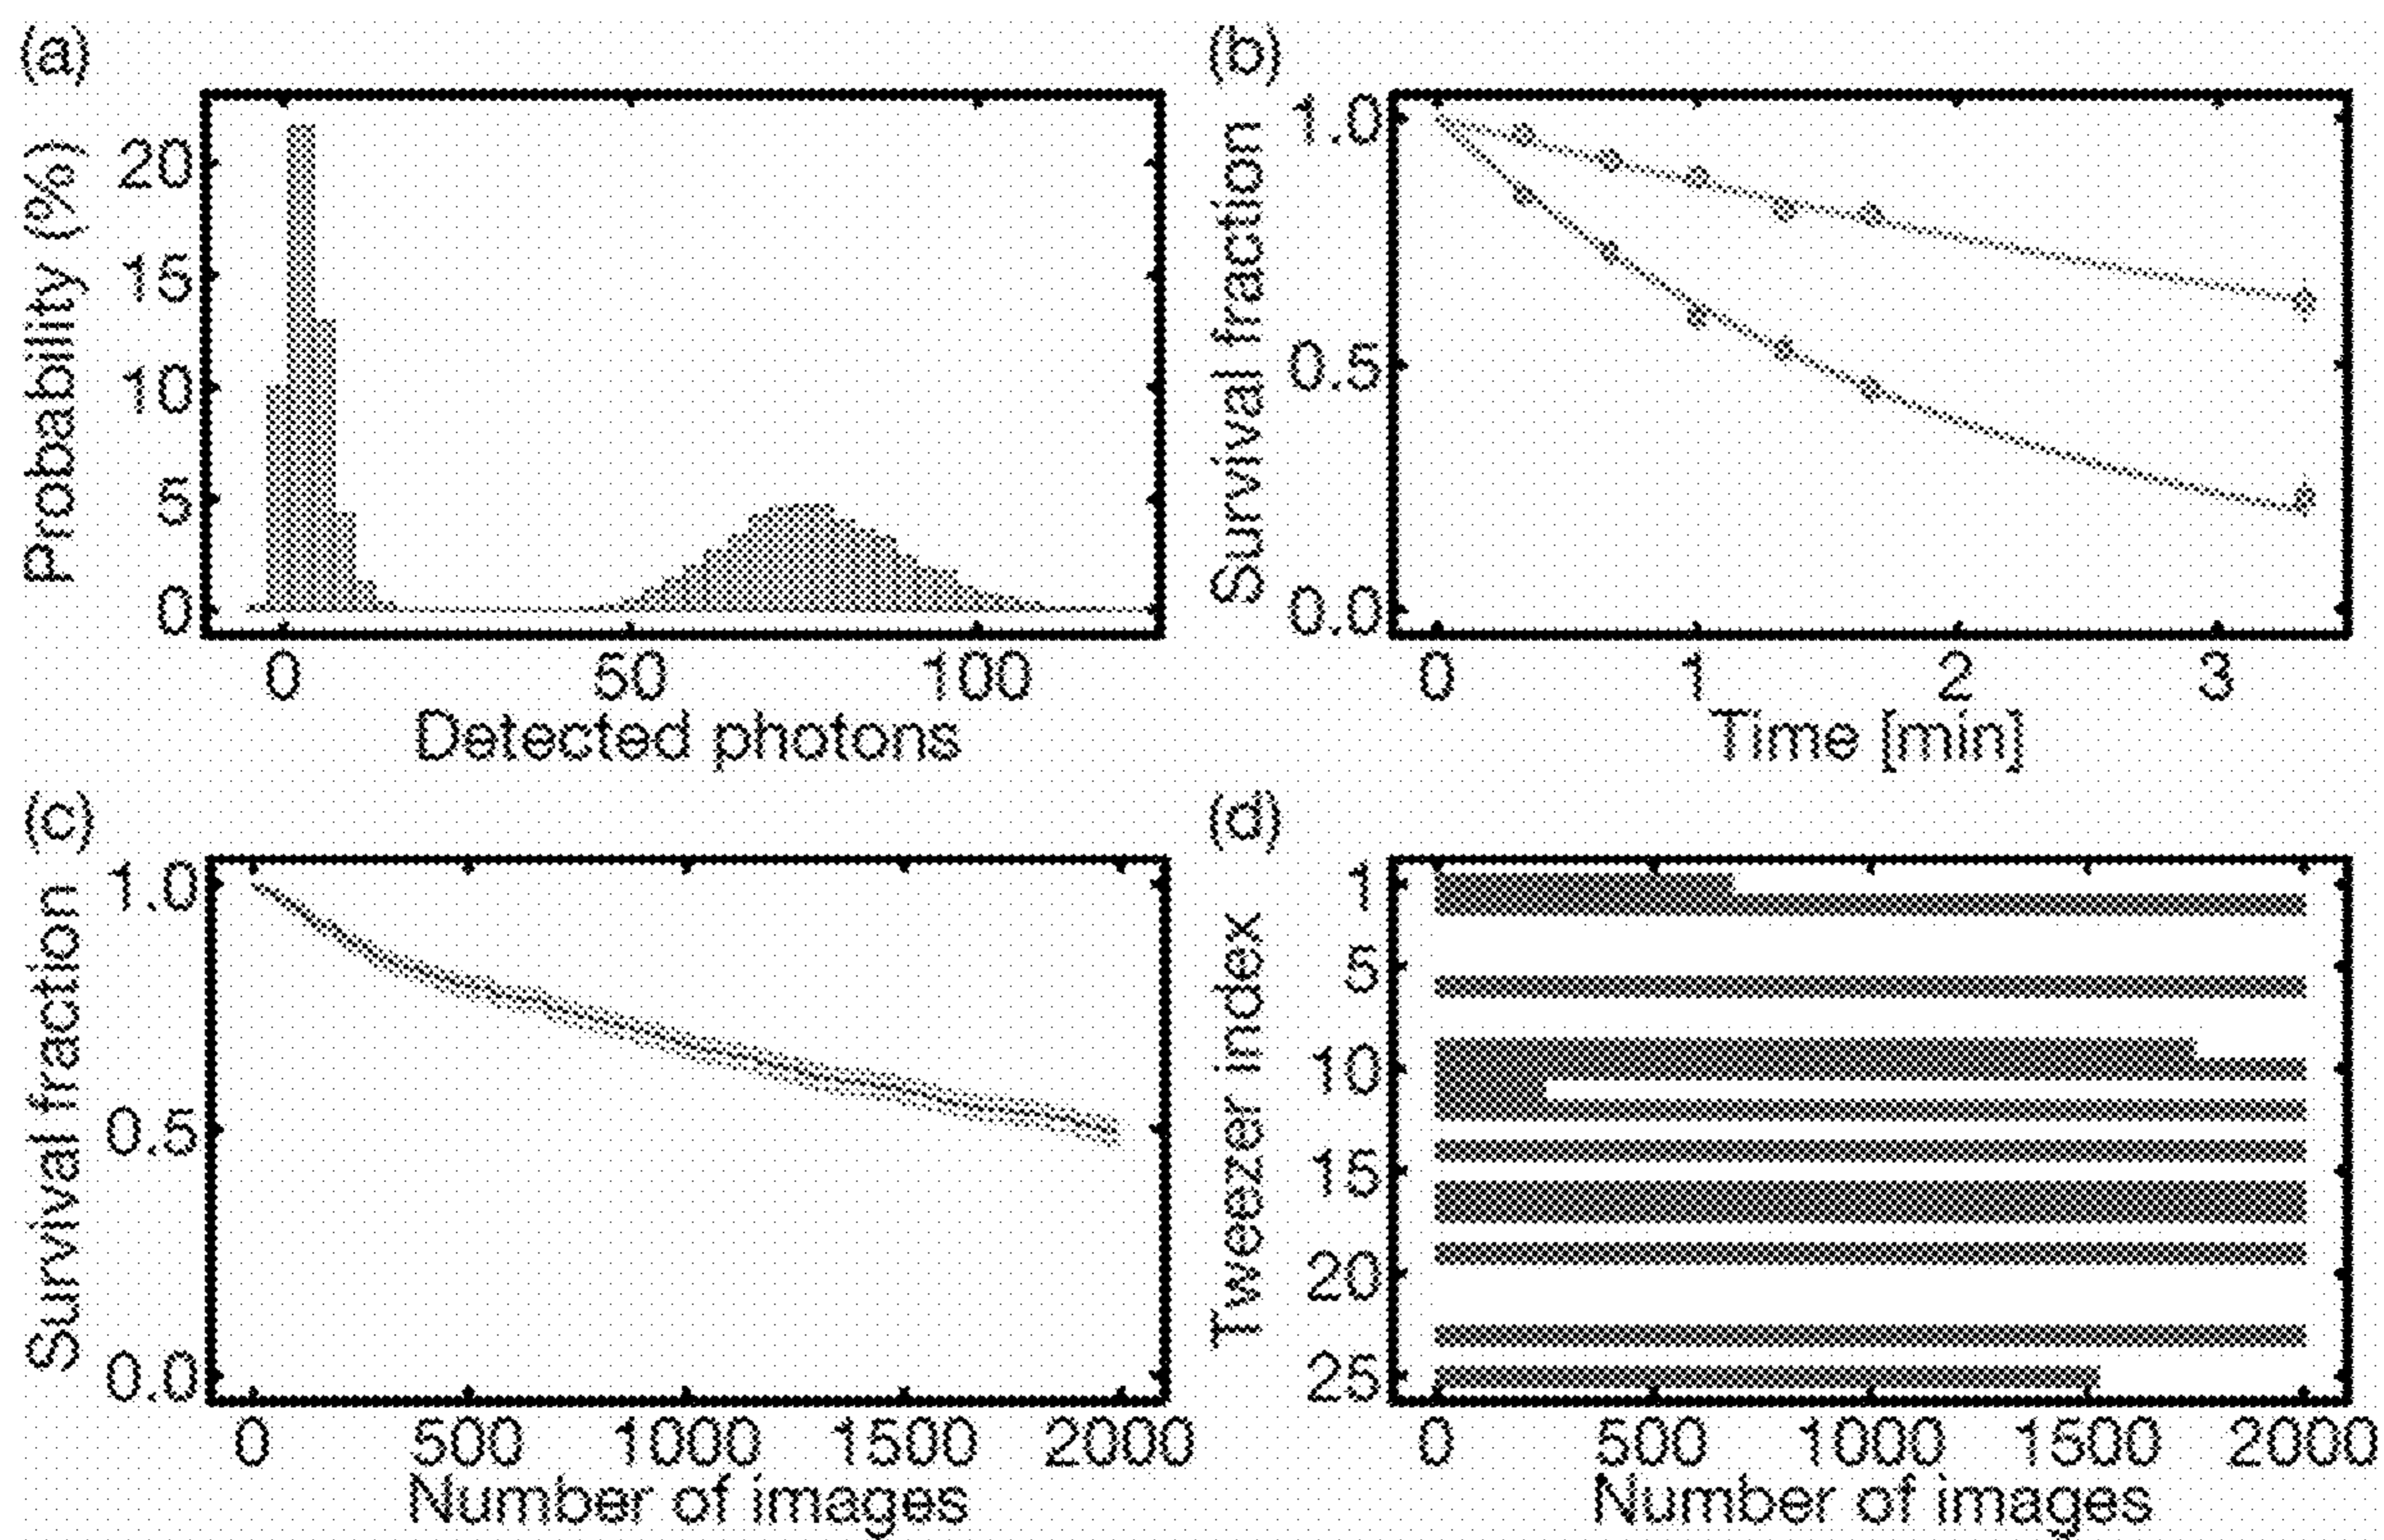 (a)
Probability (%)
20
15
10
5
0
0 50 100
Detected photons
(b)
Survival fraction
1.0
0.5
0.0
0 1 2 3
Time [min]
(c)
Survival fraction
1.0
0.5
0.0
0 500 1000 1500 2000
Number of images
(d)
Tweezer index
1
5
10
15
20
25
0 500 1000 1500 2000
Number of images